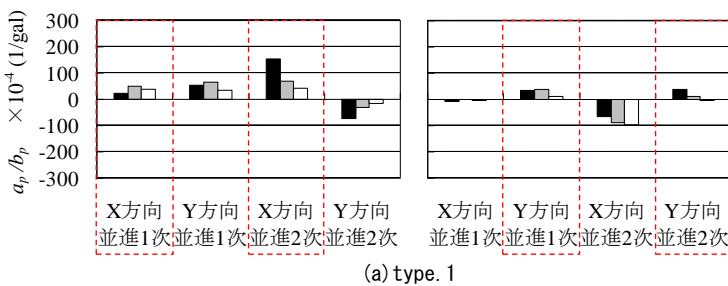 a_p/b_p ×10⁻⁴ (1/gal)
300
200
100
0
-100
-200
-300
X方向 Y方向 X方向 Y方向
並進1次 並進1次 並進2次 並進2次
X方向 Y方向 X方向 Y方向
並進1次 並進1次 並進2次 並進2次
(a)type.1